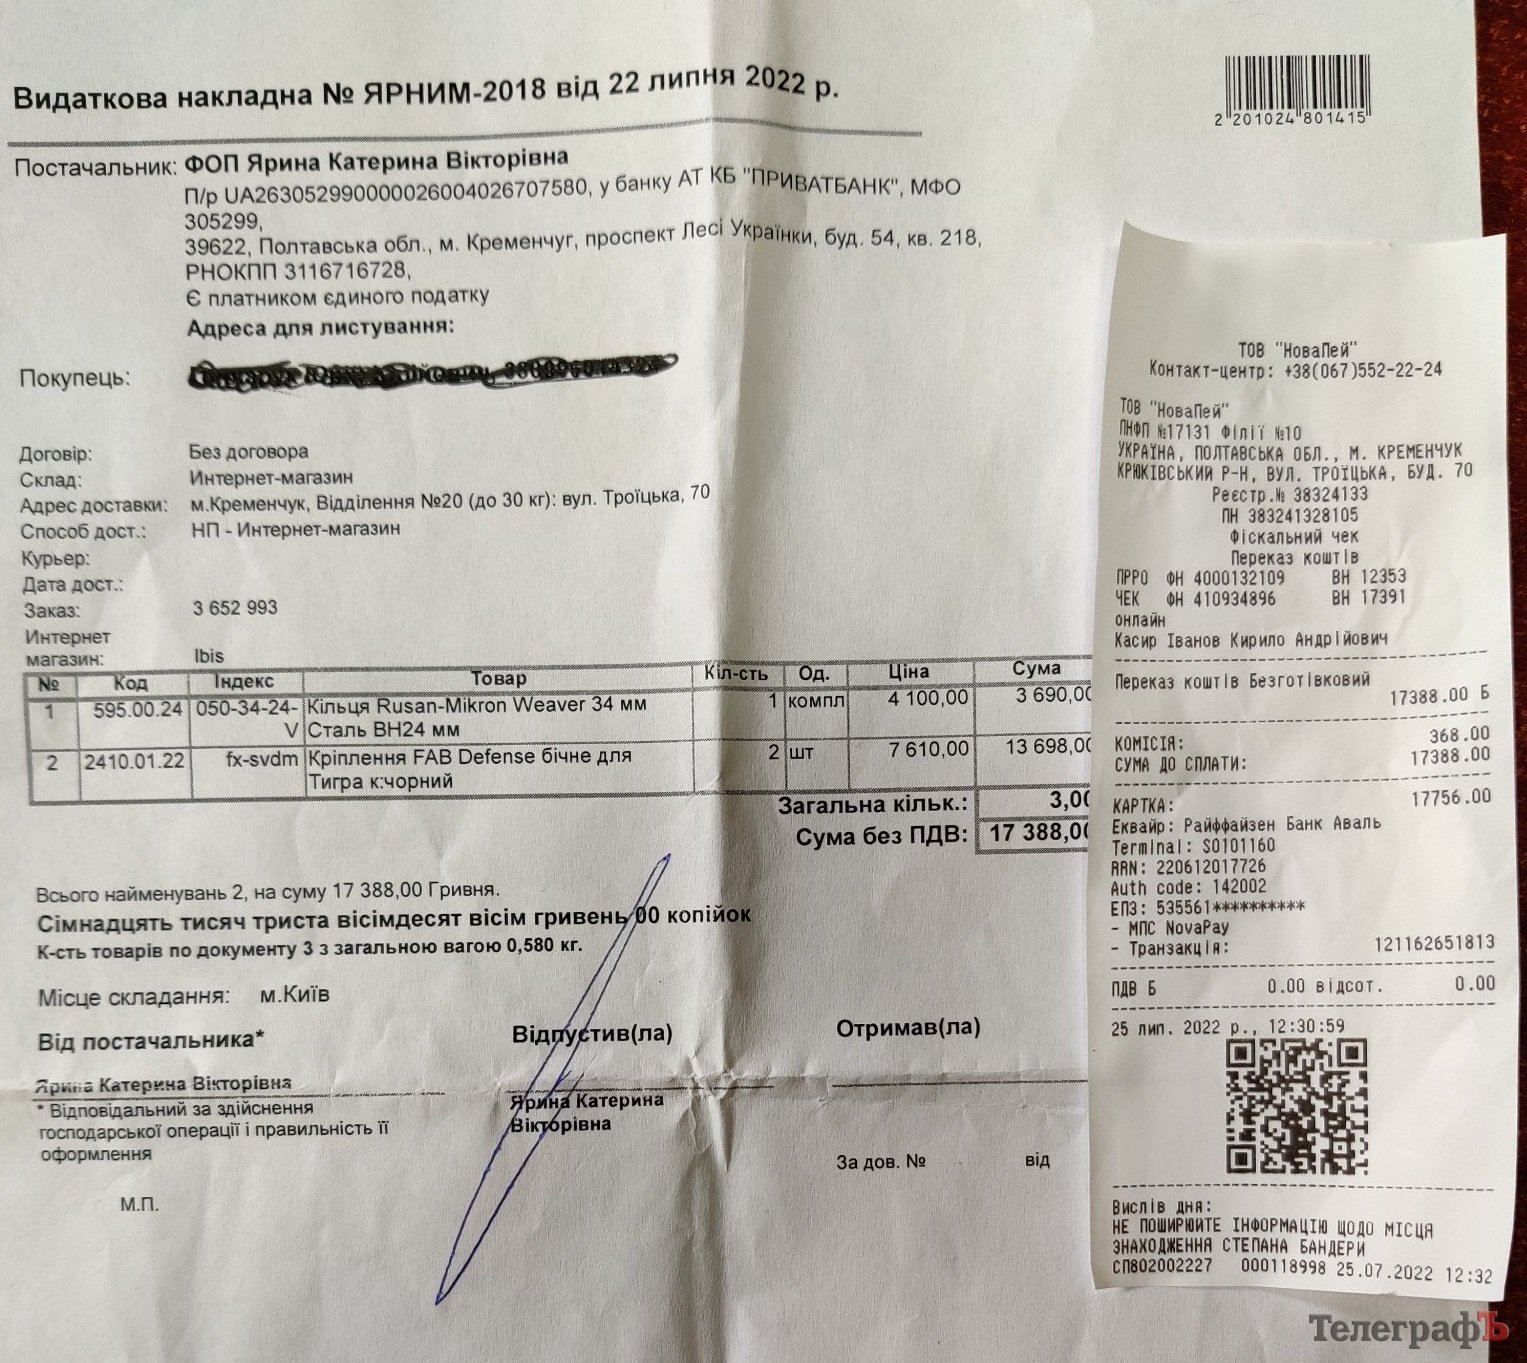 Видаткова накладна № ЯРНИМ-2018 від 22 липня 2022 р.
2 201024 801415
Постачальник: ФОП Ярина Катерина Вікторівна
П/р UA263052990000026004026707580, у банку АТ КБ "ПРИВАТБАНК", МФО
305299,
39622, Полтавська обл., м. Кременчуг, проспект Лесі Українки, буд. 54, кв. 218,
РНОКПП 3116716728,
Є платником єдиного податку
Адреса для листування:
Покупець:
Договір: Без договора
Склад: Интернет-магазин
Адрес доставки: м.Кременчук, Відділення №20 (до 30 кг): вул. Троїцька, 70
Способ дост.: НП - Интернет-магазин
Курьер:
Дата дост.:
Заказ: 3 652 993
Интернет
магазин: Ibis
№ Код Індекс Товар Кіл-сть Од. Ціна Сума
1 595.00.24 050-34-24- Кільця Rusan-Mikron Weaver 34 мм 1 компл 4 100,00 3 690,00
V Сталь BH24 мм
2 2410.01.22 fx-svdm Кріплення FAB Defense бічне для 2 шт 7 610,00 13 698,00
Тигра к:чорний
Загальна кільк.: 3,00
Сума без ПДВ: 17 388,00
Всього найменувань 2, на суму 17 388,00 Гривня.
Сімнадцять тисяч триста вісімдесят вісім гривень 00 копійок
К-сть товарів по документу 3 з загальною вагою 0,580 кг.
Місце складання: м.Київ
Від постачальника* Відпустив(ла) Отримав(ла)
Ярина Катерина Вікторівна
* Відповідальний за здійснення
господарської операції і правильність її
оформлення
Ярина Катерина
Вікторівна
За дов. № від
М.П.
ТОВ "НоваПей"
Контакт-центр: +38(067)552-22-24
ТОВ "НоваПей"
ПНФП №17131 Філії №10
УКРАЇНА, ПОЛТАВСЬКА ОБЛ., М. КРЕМЕНЧУК
КРЮКІВСЬКИЙ Р-Н, ВУЛ. ТРОЇЦЬКА, БУД. 70
Реєстр.№ 38324133
ПН 383241328105
Фіскальний чек
Переказ коштів
ПРРО ФН 4000132109 ВН 12353
ЧЕК ФН 410934896 ВН 17391
онлайн
Касир Іванов Кирило Андрійович
Переказ коштів Безготівковий
17388.00 Б
КОМІСІЯ: 368.00
СУМА ДО СПЛАТИ: 17388.00
КАРТКА: 17756.00
Еквайр: Райффайзен Банк Аваль
Terminal: S0101160
RRN: 220612017726
Auth code: 142002
ЕПЗ: 535561**********
- МПС NovaPay
- Транзакція: 121162651813
ПДВ Б 0.00 відсот. 0.00
25 лип. 2022 р., 12:30:59
Вислів дня:
НЕ ПОШИРЮЙТЕ ІНФОРМАЦІЮ ЩОДО МІСЦЯ
ЗНАХОДЖЕННЯ СТЕПАНА БАНДЕРИ
СП802002227 000118998 25.07.2022 12:32
ТелеграфЪ